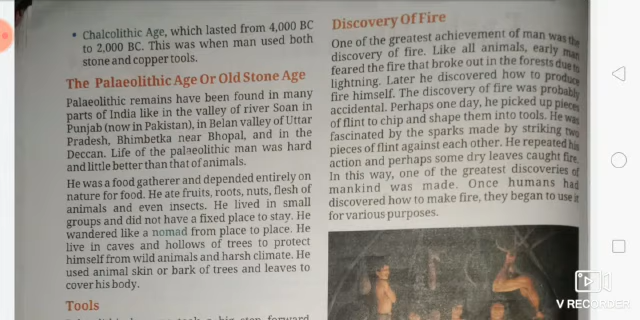 • Chalcolithic Age, which lasted from 4,000 BC
to 2,000 BC. This was when man used both
stone and copper tools.
The Palaeolithic Age Or Old Stone Age
Palaeolithic remains have been found in many
parts of India like in the valley of river Soan in
Punjab (now in Pakistan), in Belan valley of Uttar
Pradesh, Bhimbetka near Bhopal, and in the
Deccan. Life of the palaeolithic man was hard
and little better than that of animals.
He was a food gatherer and depended entirely on
nature for food. He ate fruits, roots, nuts, flesh of
animals and even insects. He lived in small
groups and did not have a fixed place to stay. He
wandered like a nomad from place to place. He
live in caves and hollows of trees to protect
himself from wild animals and harsh climate. He
used animal skin or bark of trees and leaves to
cover his body.
Tools
a big step forward
Discovery Of Fire
One of the greatest achievement of man was the
discovery of fire. Like all animals, early man
feared the fire that broke out in the forests due to
lightning. Later he discovered how to produce
fire himself. The discovery of fire was probably
accidental. Perhaps one day, he picked up pieces
of flint to chip and shape them into tools. He was
fascinated by the sparks made by striking two
pieces of flint against each other. He repeated his
action and perhaps some dry leaves caught fire.
In this way, one of the greatest discoveries of
mankind was made. Once humans had
discovered how to make fire, they began to use it
for various purposes.
V RECORDER